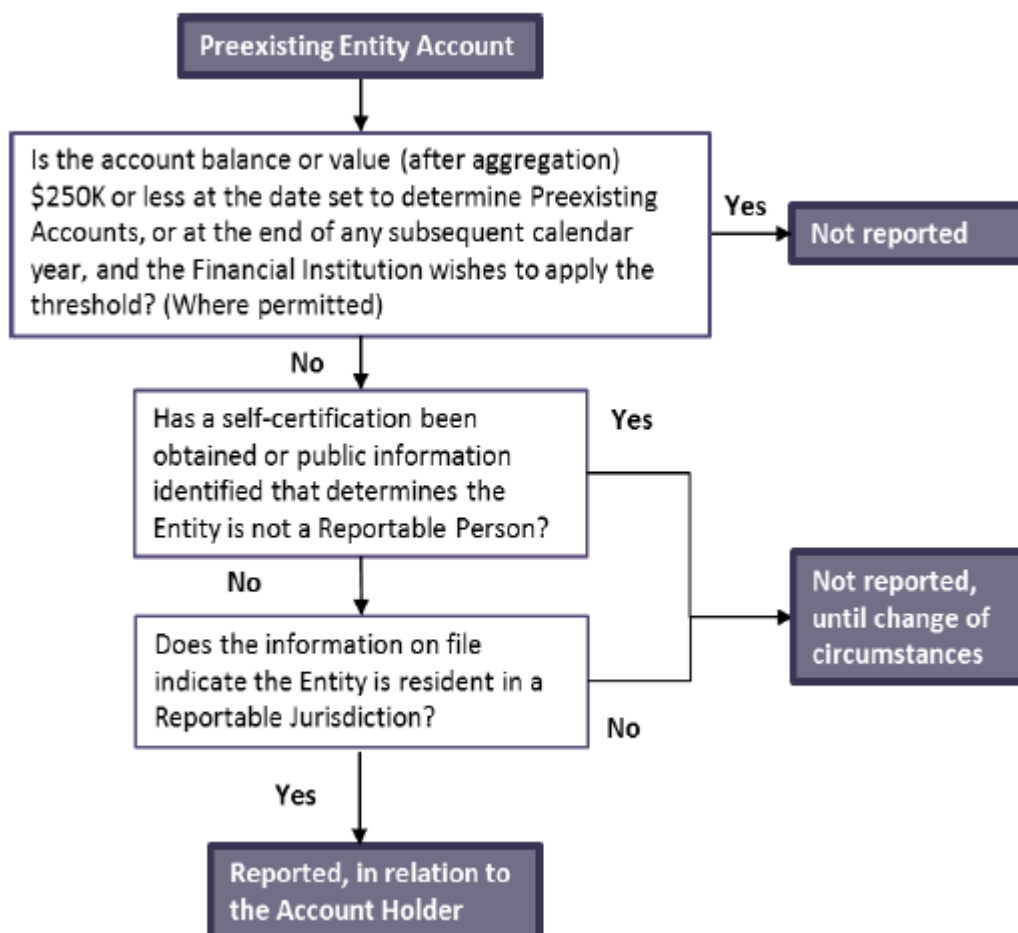 Preexisting Entity Account
Is the account balance or value (after aggregation)
$250K or less at the date set to determine Preexisting
Accounts, or at the end of any subsequent calendar
year, and the Financial Institution wishes to apply the
threshold? (Where permitted)
Yes
Not reported
No
Has a self-certification been
obtained or public information
identified that determines the
Entity is not a Reportable Person?
Yes
No
Not reported,
until change of
circumstances
Does the information on file
indicate the Entity is resident in a
Reportable Jurisdiction?
No
Yes
Reported, in relation to
the Account Holder